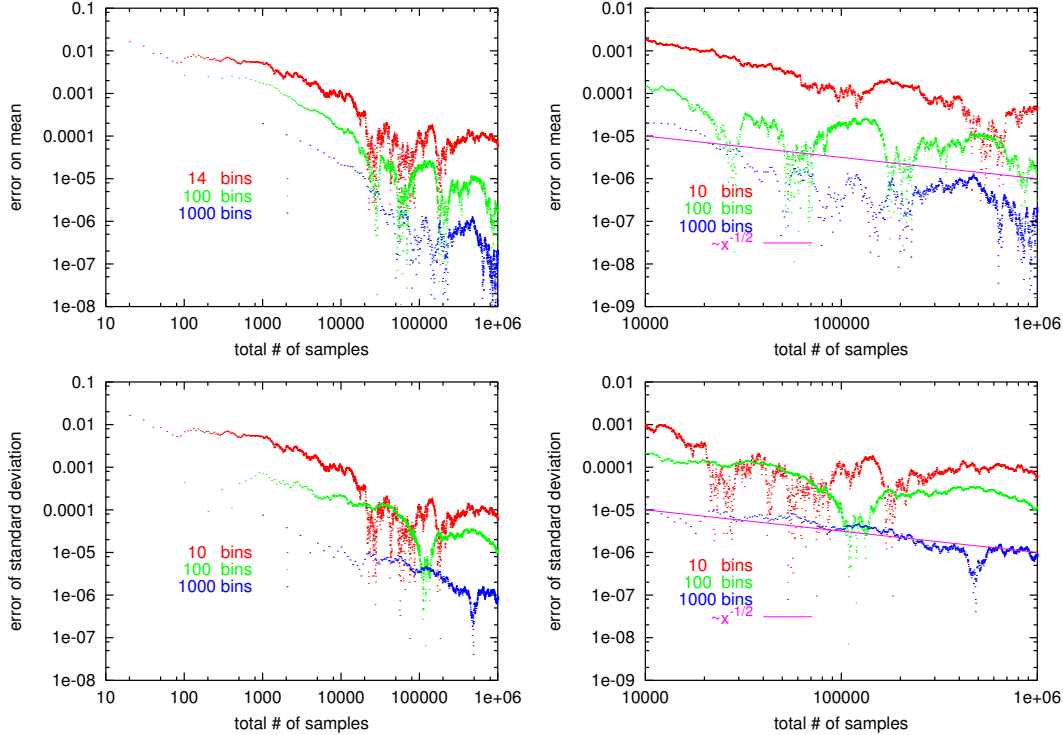 0.1
0.01
0.001
0.0001
1e-05
1e-06
1e-07
1e-08
10
100
1000
10000
100000
1e+06
error on mean
total # of samples
14 bins
100 bins
1000 bins
0.01
0.001
0.0001
1e-05
1e-06
1e-07
1e-08
1e-09
10000
100000
1e+06
error on mean
total # of samples
10 bins
100 bins
1000 bins
~x^-1/2
0.1
0.01
0.001
0.0001
1e-05
1e-06
1e-07
1e-08
10
100
1000
10000
100000
1e+06
error of standard deviation
total # of samples
10 bins
100 bins
1000 bins
0.01
0.001
0.0001
1e-05
1e-06
1e-07
1e-08
1e-09
10000
100000
1e+06
error of standard deviation
total # of samples
10 bins
100 bins
1000 bins
~x^-1/2